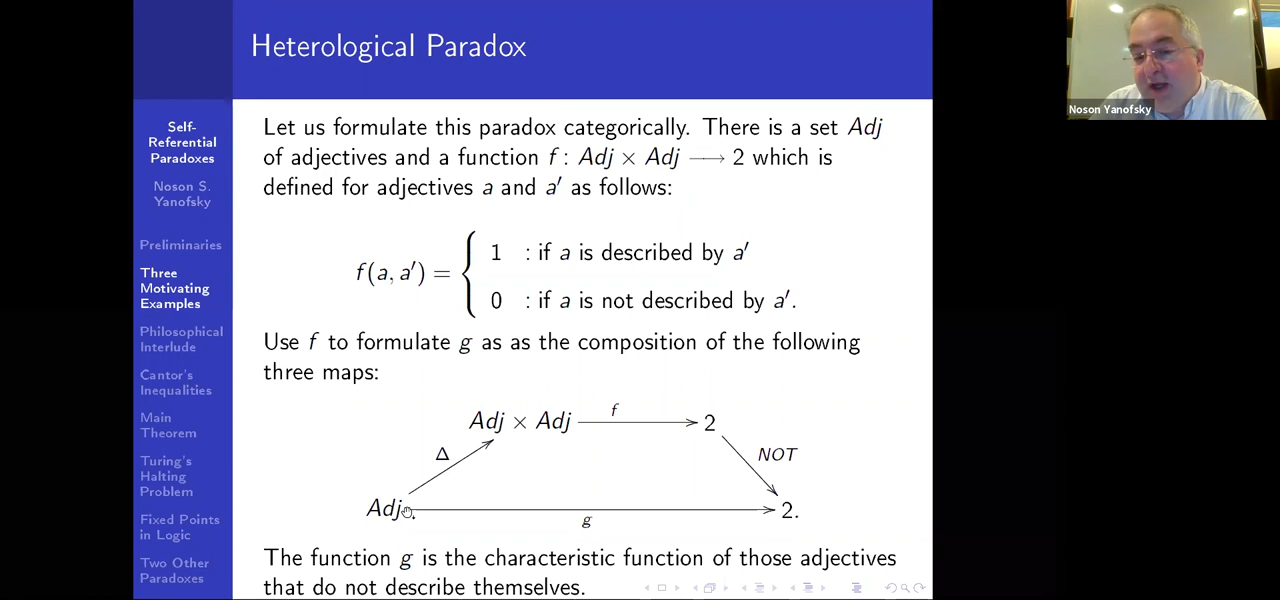 Heterological Paradox
Self-
Referential
Paradoxes
Noson S.
Yanofsky
Preliminaries
Three
Motivating
Examples
Philosophical
Interlude
Cantor's
Inequalities
Main
Theorem
Turing's
Halting
Problem
Fixed Points
in Logic
Two Other
Paradoxes
Let us formulate this paradox categorically. There is a set Adj
of adjectives and a function f : Adj × Adj ⟶ 2 which is
defined for adjectives a and a′ as follows:
f(a, a′) = {
1 : if a is described by a′
0 : if a is not described by a′.
Use f to formulate g as as the composition of the following
three maps:
f
Adj × Adj 2
Δ NOT
Adj 2.
g
The function g is the characteristic function of those adjectives
that do not describe themselves.
Noson Yanofsky